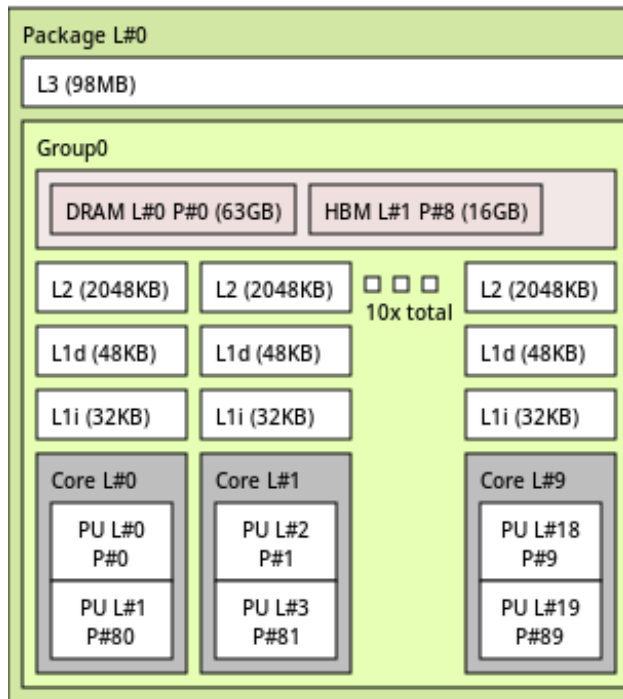 Package L#0
L3 (98MB)
Group0
DRAM L#0 P#0 (63GB) HBM L#1 P#8 (16GB)
L2 (2048KB) L2 (2048KB) L2 (2048KB)
10x total
L1d (48KB) L1d (48KB) L1d (48KB)
L1i (32KB) L1i (32KB) L1i (32KB)
Core L#0 Core L#1 Core L#9
PU L#0 PU L#2 PU L#18
P#0 P#1 P#9
PU L#1 PU L#3 PU L#19
P#80 P#81 P#89